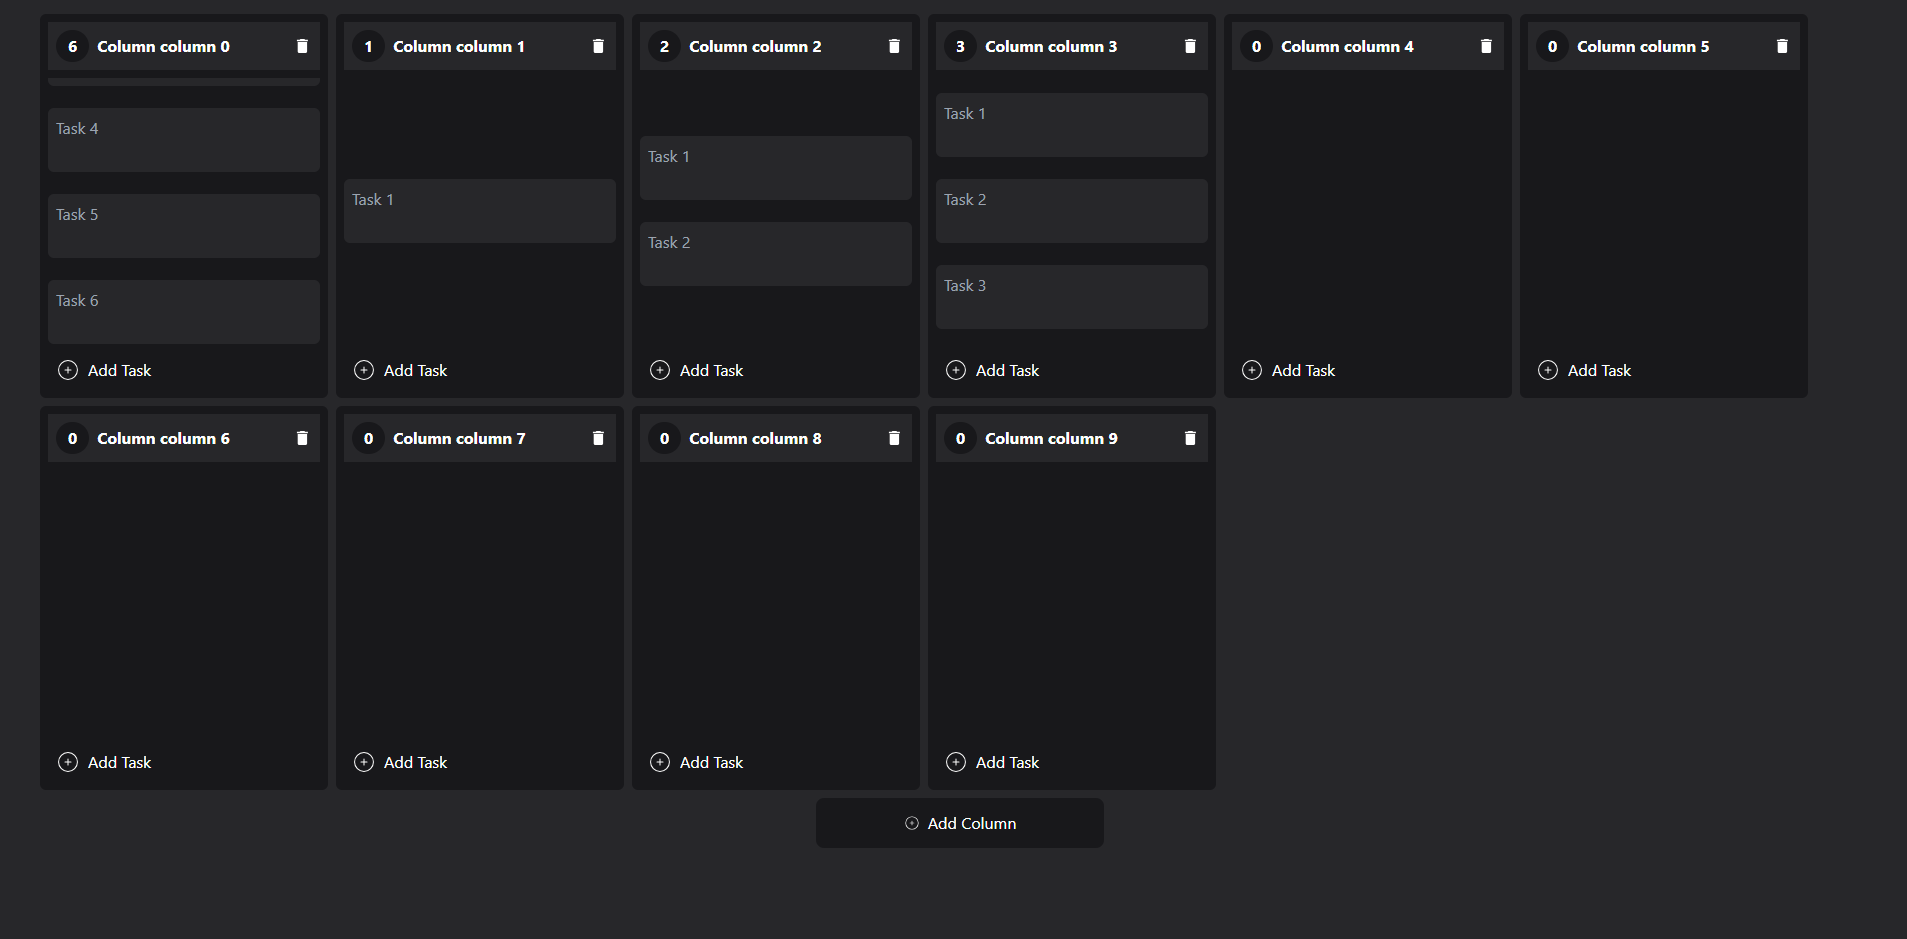 6 Column column 0
Task 4
Task 5
Task 6
Add Task
1 Column column 1
Task 1
Add Task
2 Column column 2
Task 1
Task 2
Add Task
3 Column column 3
Task 1
Task 2
Task 3
Add Task
0 Column column 4
Add Task
0 Column column 5
Add Task
0 Column column 6
Add Task
0 Column column 7
Add Task
0 Column column 8
Add Task
0 Column column 9
Add Task
Add Column